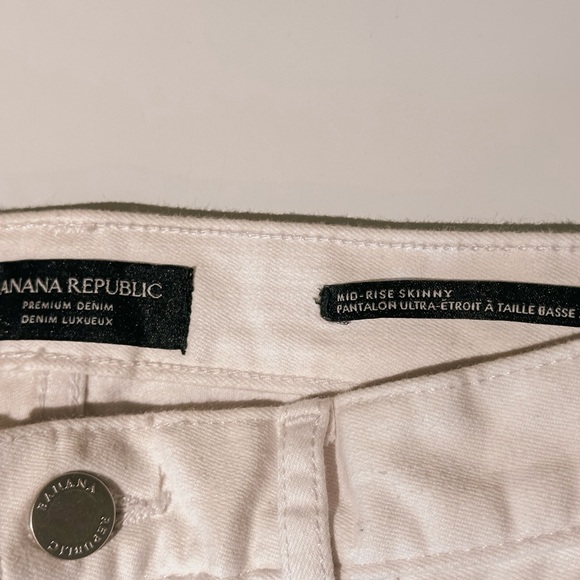 ANANA REPUBLIC
PREMIUM DENIM
DENIM LUXUEUX
MID-RISE SKINNY
PANTALON ULTRA-ÉTROIT À TAILLE BASSE
BANANA
REPUBLIC